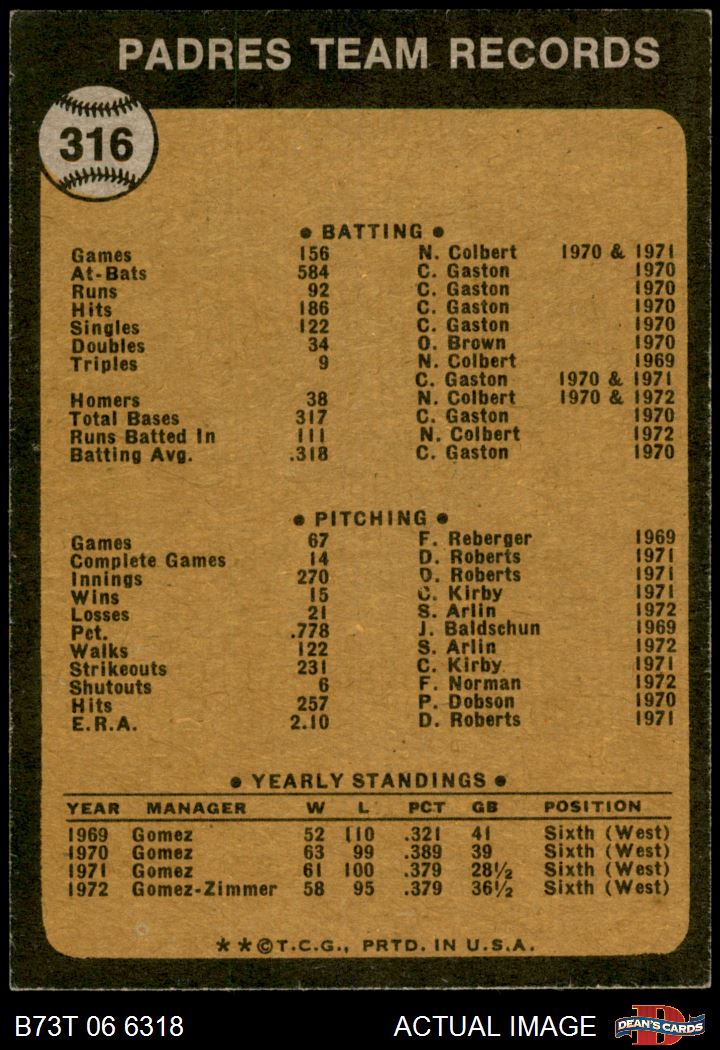 PADRES TEAM RECORDS
316
• BATTING •
Games 156 N. Colbert 1970 & 1971
At-Bats 584 C. Gaston 1970
Runs 92 C. Gaston 1970
Hits 186 C. Gaston 1970
Singles 122 C. Gaston 1970
Doubles 34 O. Brown 1970
Triples 9 N. Colbert 1969
C. Gaston 1970 & 1971
Homers 38 N. Colbert 1970 & 1972
Total Bases 317 C. Gaston 1970
Runs Batted In 111 N. Colbert 1972
Batting Avg. .318 C. Gaston 1970
• PITCHING •
Games 67 F. Reberger 1969
Complete Games 14 D. Roberts 1971
Innings 270 D. Roberts 1971
Wins 15 C. Kirby 1971
Losses 21 S. Arlin 1972
Pct. .778 J. Baldschun 1969
Walks 122 S. Arlin 1972
Strikeouts 231 C. Kirby 1971
Shutouts 6 F. Norman 1972
Hits 257 P. Dobson 1970
E.R.A. 2.10 D. Roberts 1971
• YEARLY STANDINGS •
YEAR MANAGER W L PCT GB POSITION
1969 Gomez 52 110 .321 41 Sixth (West)
1970 Gomez 63 99 .389 39 Sixth (West)
1971 Gomez 61 100 .379 28½ Sixth (West)
1972 Gomez-Zimmer 58 95 .379 36½ Sixth (West)
★★©T.C.G., PRTD. IN U.S.A.
B73T 06 6318 ACTUAL IMAGE DEAN'S CARDS